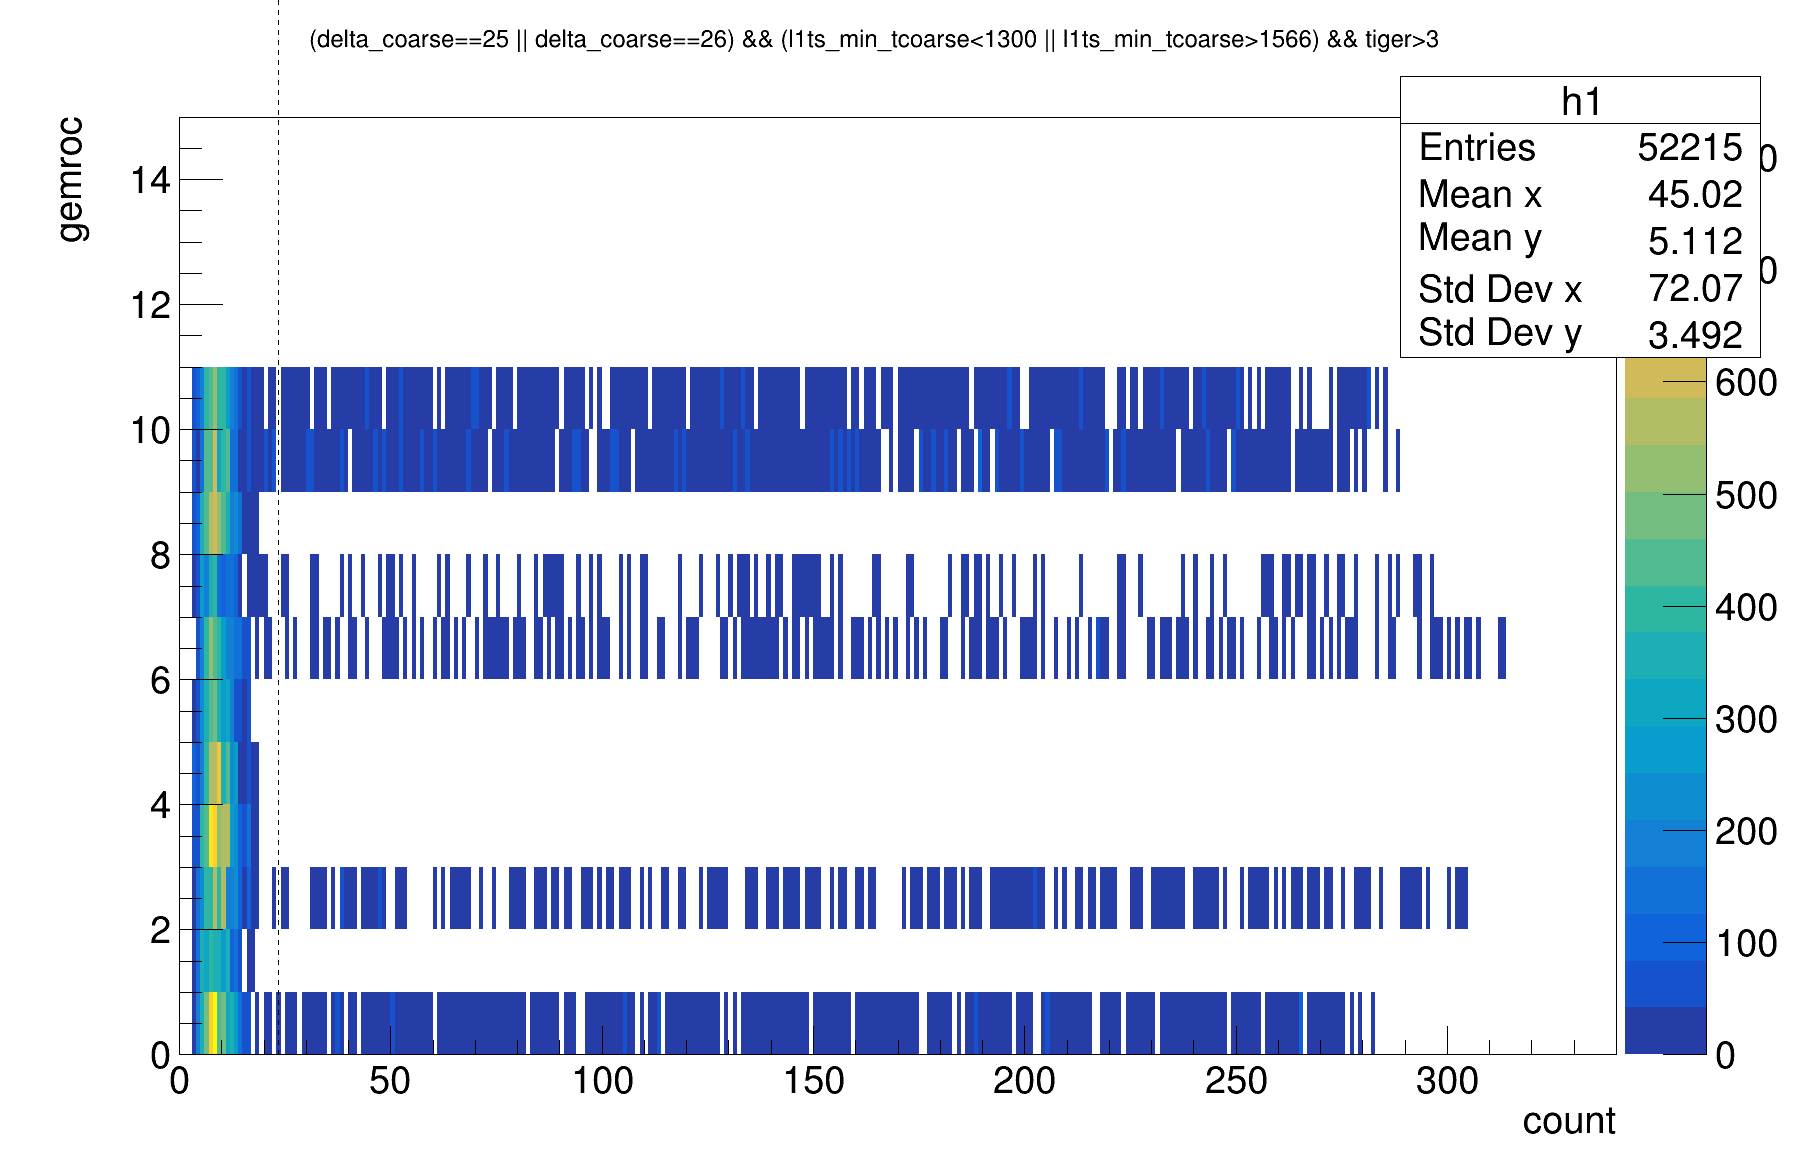 (delta_coarse==25 || delta_coarse==26) && (l1ts_min_tcoarse<1300 || l1ts_min_tcoarse>1566) && tiger>3
h1
Entries 52215
Mean x 45.02
Mean y 5.112
Std Dev x 72.07
Std Dev y 3.492
gemroc
14
12
10
8
6
4
2
0
0 50 100 150 200 250 300
count
0
0
600
500
400
300
200
100
0